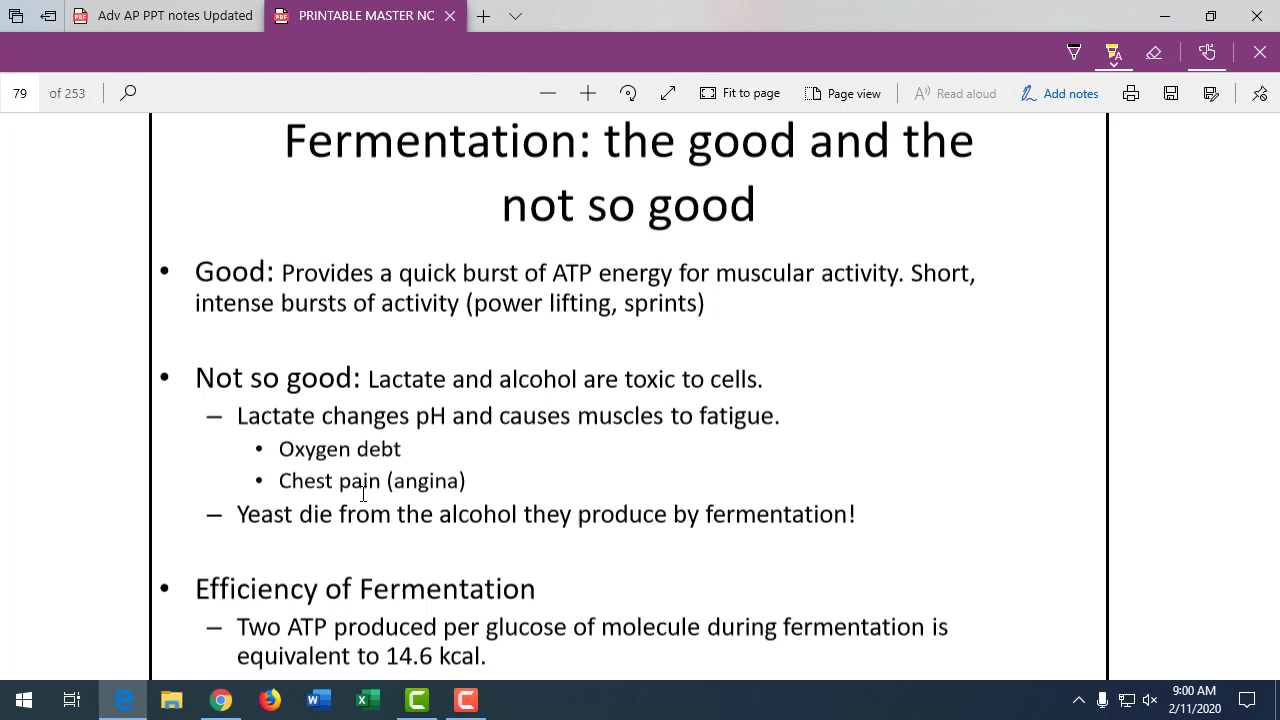 Adv AP PPT notes Updated
PRINTABLE MASTER NC
79 of 253
Fit to page
Page view
Read aloud
Add notes
Fermentation: the good and the
not so good
• Good: Provides a quick burst of ATP energy for muscular activity. Short,
intense bursts of activity (power lifting, sprints)
• Not so good: Lactate and alcohol are toxic to cells.
– Lactate changes pH and causes muscles to fatigue.
• Oxygen debt
• Chest pain (angina)
– Yeast die from the alcohol they produce by fermentation!
• Efficiency of Fermentation
– Two ATP produced per glucose of molecule during fermentation is
equivalent to 14.6 kcal.
9:00 AM
2/11/2020